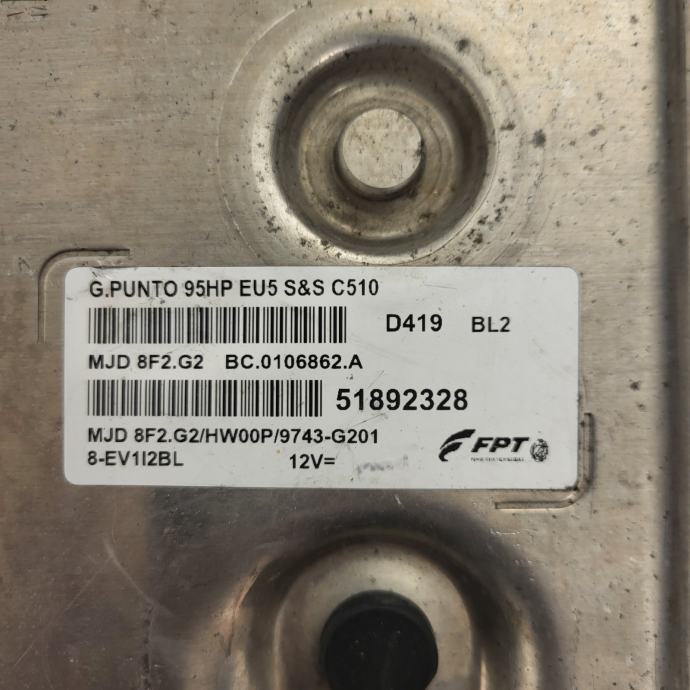 G.PUNTO 95HP EU5 S&S C510
D419 BL2
MJD 8F2.G2 BC.0106862.A
51892328
MJD 8F2.G2/HW00P/9743-G201
8-EV1I2BL 12V=
FPT